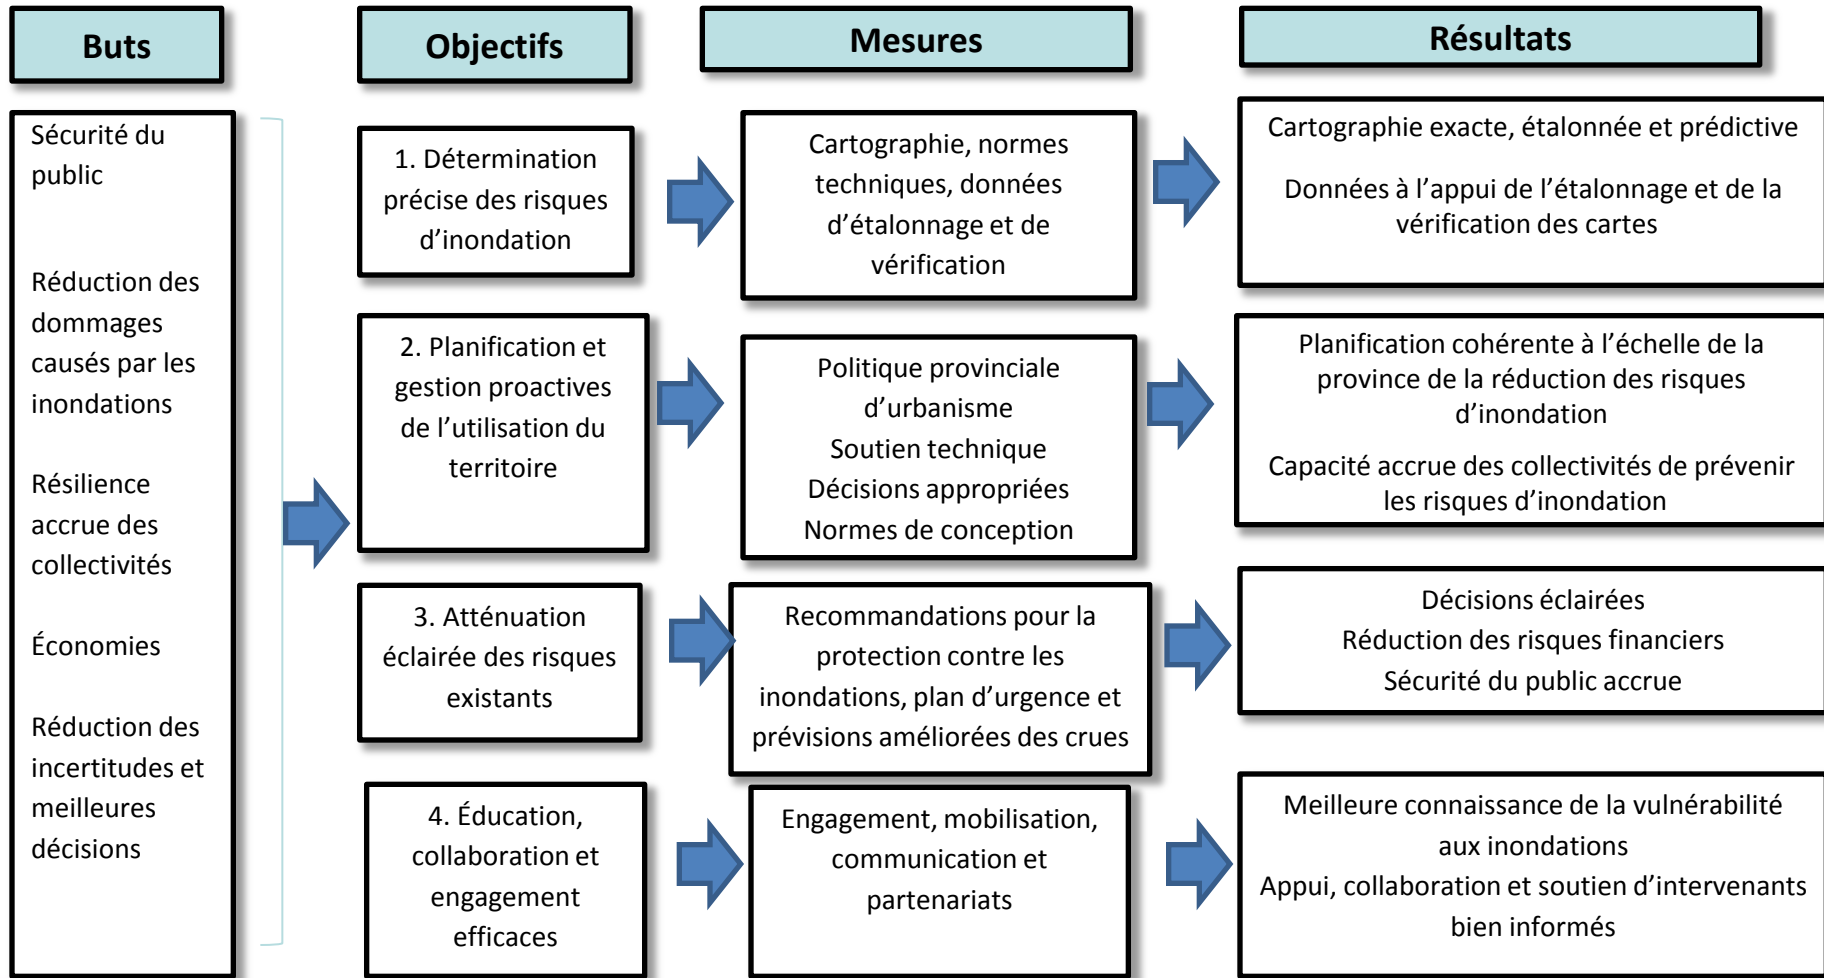 Buts
Objectifs
Mesures
Résultats
Sécurité du
public
Réduction des
dommages
causés par les
inondations
Résilience
accrue des
collectivités
Économies
Réduction des
incertitudes et
meilleures
décisions
1. Détermination
précise des risques
d’inondation
Cartographie, normes
techniques, données
d’étalonnage et de
vérification
Cartographie exacte, étalonnée et prédictive
Données à l’appui de l’étalonnage et de la
vérification des cartes
2. Planification et
gestion proactives
de l’utilisation du
territoire
Politique provinciale
d’urbanisme
Soutien technique
Décisions appropriées
Normes de conception
Planification cohérente à l’échelle de la
province de la réduction des risques
d’inondation
Capacité accrue des collectivités de prévenir
les risques d’inondation
3. Atténuation
éclairée des risques
existants
Recommandations pour la
protection contre les
inondations, plan d’urgence et
prévisions améliorées des crues
Décisions éclairées
Réduction des risques financiers
Sécurité du public accrue
4. Éducation,
collaboration et
engagement
efficaces
Engagement, mobilisation,
communication et
partenariats
Meilleure connaissance de la vulnérabilité
aux inondations
Appui, collaboration et soutien d’intervenants
bien informés